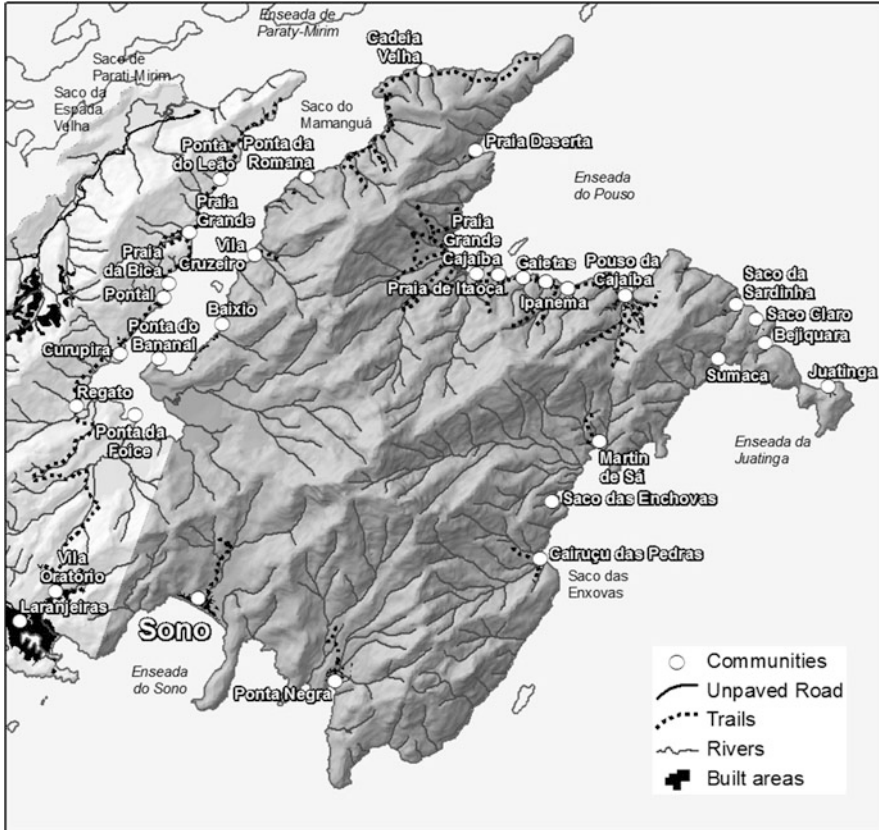 Enseada de
Paraty-Mirim
Cadeia
Velha
Saco de
Parati-Mirim
Saco da
Espada
Velha
Saco do
Mamanguá
Ponta
do Leão
Ponta da
Romana
Praia Deserta
Enseada
do Pouso
Praia
Grande
Praia
Grande
Cajaíba
Vila
Cruzeiro
Praia
da Bica
Gaietas
Pouso da
Cajaíba
Pontal
Praia de Itaoca
Ipanema
Saco da
Sardinha
Baixio
Saco Claro
Ponta do
Bananal
Bejiquara
Curupira
Sumaca
Juatinga
Regato
Ponta da
Foice
Enseada da
Juatinga
Martin
de Sá
Saco das Enchovas
Vila
Oratório
Cairuçu das Pedras
Saco das
Enxovas
Laranjeiras
Sono
Enseada
do Sono
Ponta Negra
Communities
Unpaved Road
Trails
Rivers
Built areas